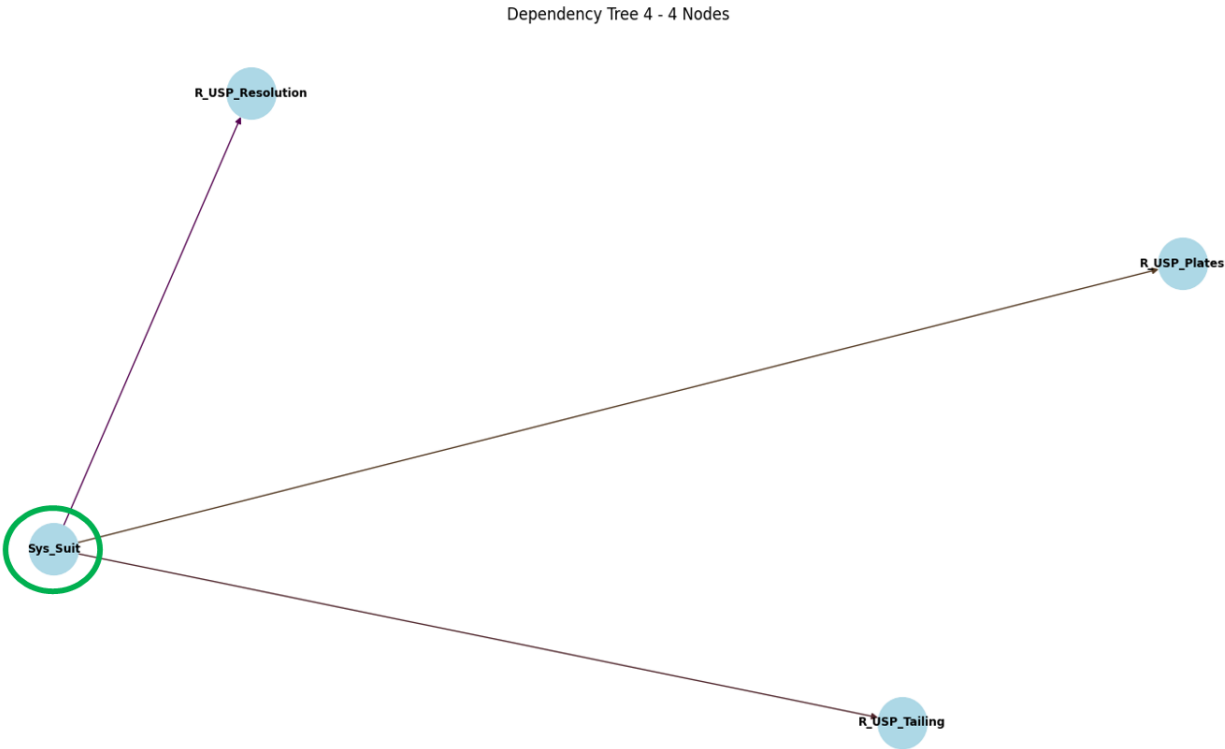 Dependency Tree 4 - 4 Nodes
R_USP_Resolution
R_USP_Plates
Sys_Suit
R_USP_Tailing